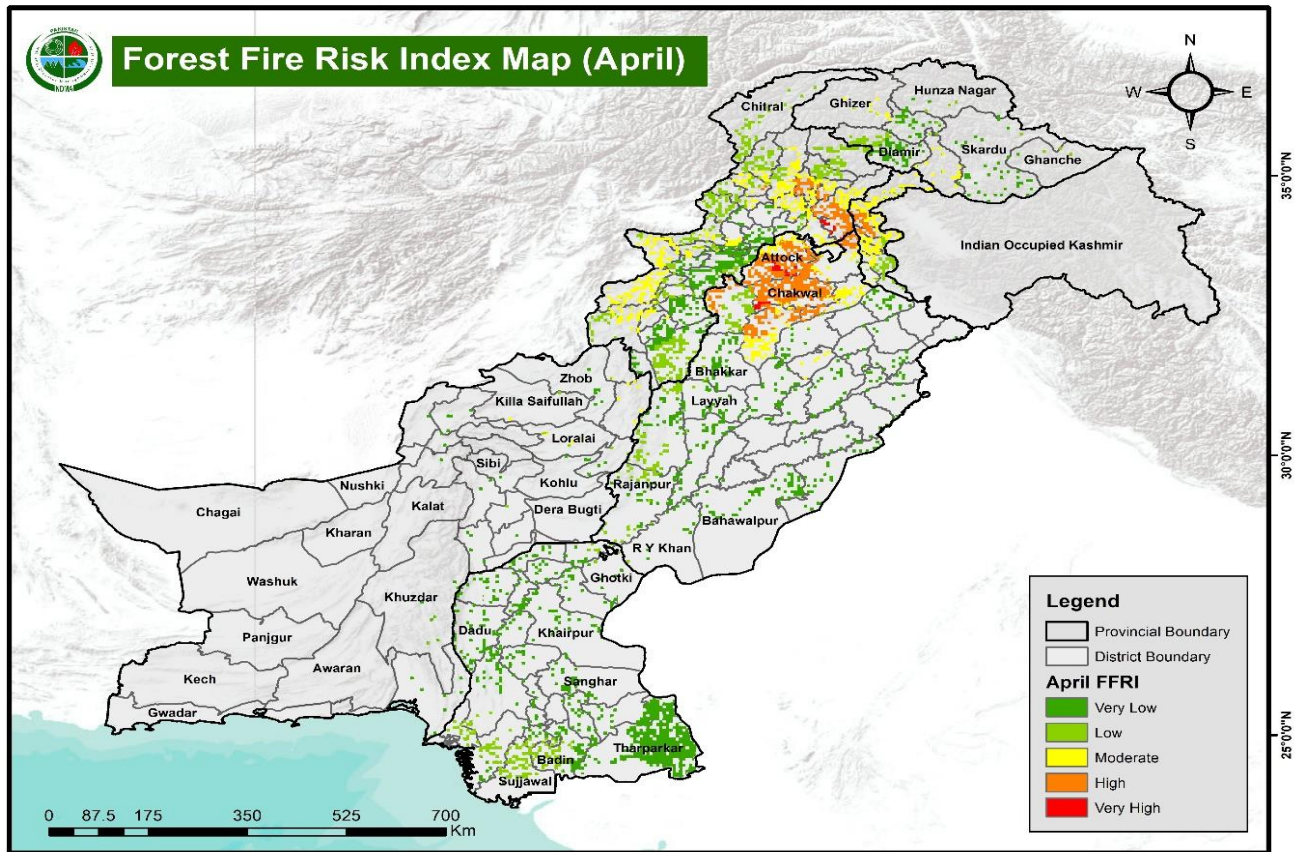 PAKISTAN
NDMA
Forest Fire Risk Index Map (April)
N
W
E
S
Chitral
Ghizer
Hunza Nagar
Diamir
Skardu
Ghanche
35°0'0"N
Indian Occupied Kashmir
Attock
Chakwal
Bhakkar
Zhob
Killa Saifullah
Layyah
Loralai
Sibi
30°0'0"N
Nushki
Kohlu
Rajanpur
Chagai
Kalat
Dera Bugti
Bahawalpur
Kharan
R Y Khan
Washuk
Ghotki
Khuzdar
Dadu
Khairpur
Panjgur
Awaran
Kech
Sanghar
Gwadar
Tharparkar
25°0'0"N
Badin
Sujjawal
0 87.5 175 350 525 700
Km
Legend
Provincial Boundary
District Boundary
April FFRI
Very Low
Low
Moderate
High
Very High